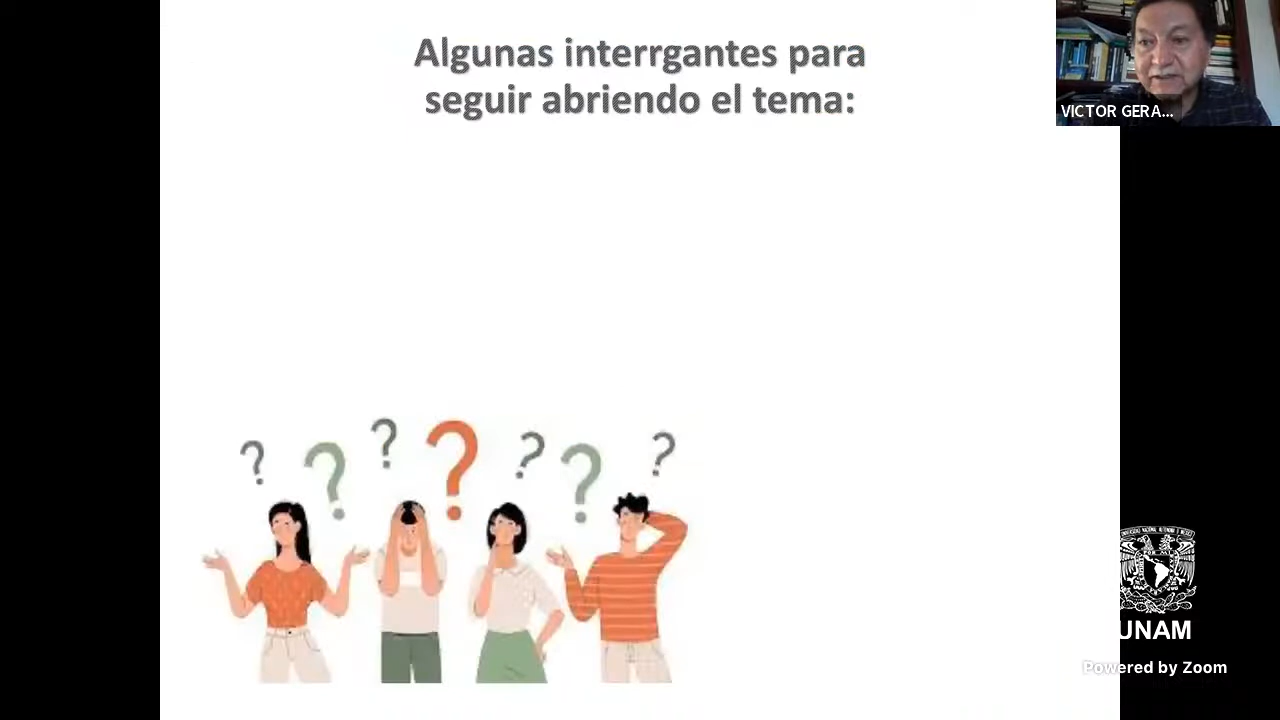 Algunas interrgantes para
seguir abriendo el tema:
VICTOR GERA...
? ? ? ? ? ? ?
UNAM
Powered by Zoom